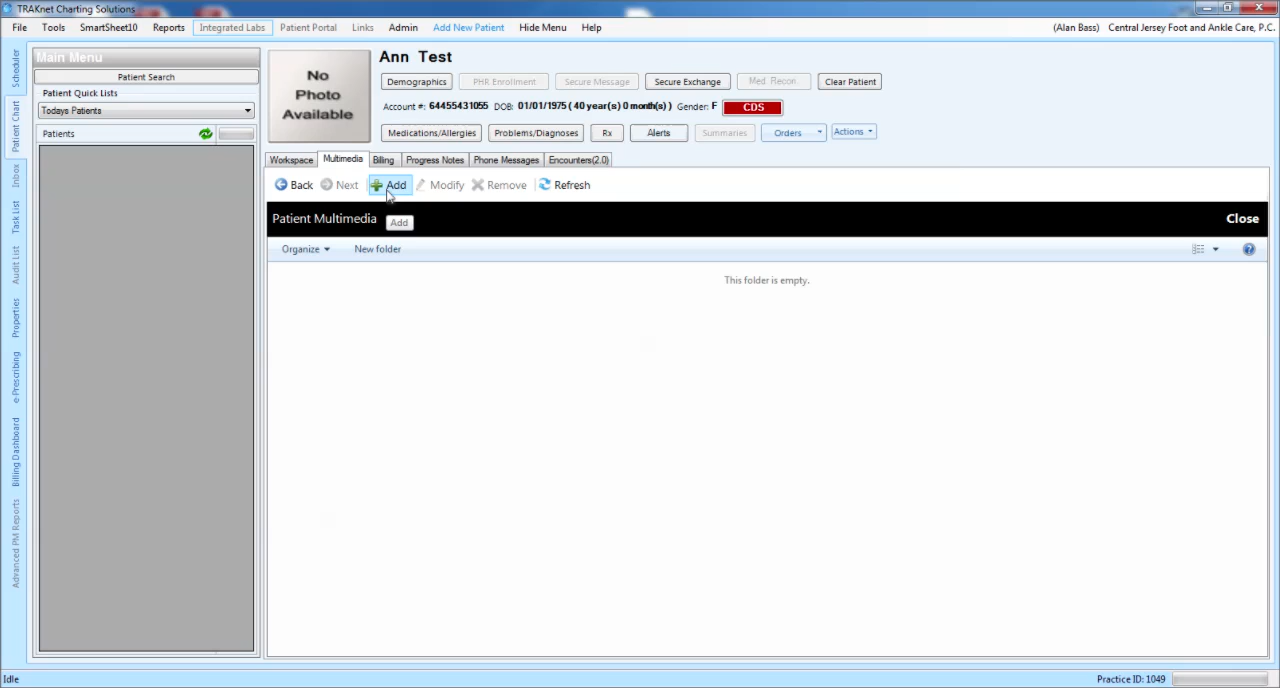 TRAKnet Charting Solutions
File Tools SmartSheet10 Reports Integrated Labs Patient Portal Links Admin Add New Patient Hide Menu Help (Alan Bass) Central Jersey Foot and Ankle Care, P.C.
Scheduler
Patient Chart
Inbox
Task List
Audit List
Properties
e-Prescribing
Billing Dashboard
Advanced PM Reports
Main Menu
Patient Search
Patient Quick Lists
Todays Patients
Patients
No
Photo
Available
Ann Test
Demographics PHR Enrollment Secure Message Secure Exchange Med. Recon. Clear Patient
Account #: 64455431055 DOB: 01/01/1975 ( 40 year(s) 0 month(s) ) Gender: F CDS
Medications/Allergies Problems/Diagnoses Rx Alerts Summaries Orders Actions
Workspace Multimedia Billing Progress Notes Phone Messages Encounters(2.0)
Back Next Add Modify Remove Refresh
Patient Multimedia Add Close
Organize New folder
This folder is empty.
Idle Practice ID: 1049